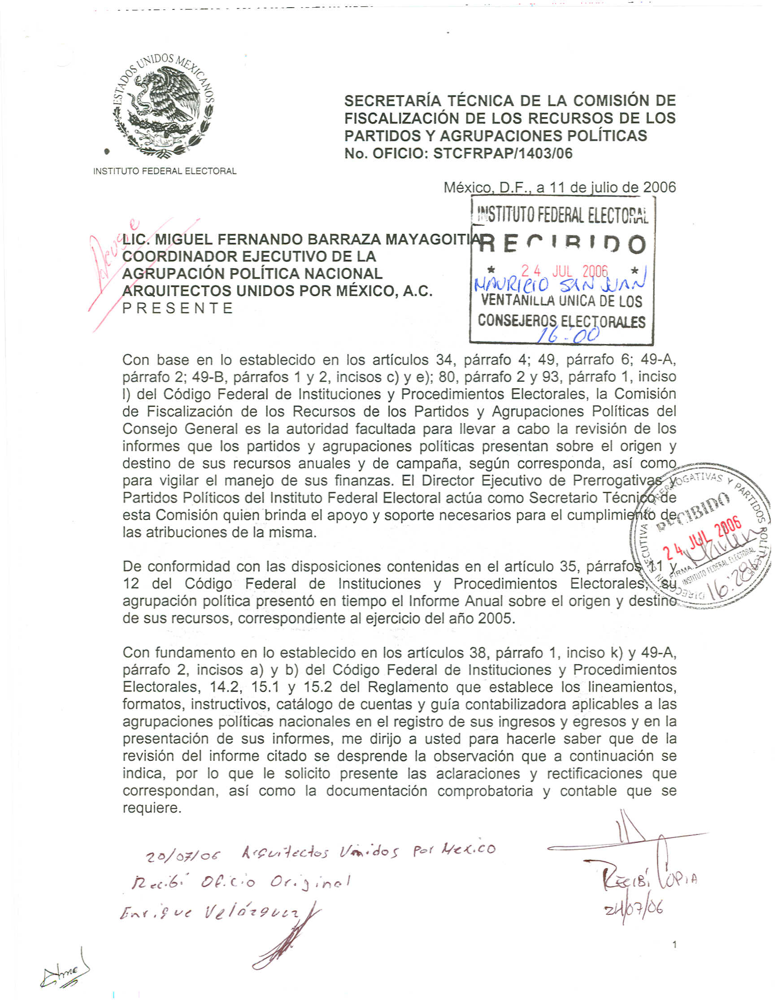 ESTADOS UNIDOS MEXICANOS
INSTITUTO FEDERAL ELECTORAL
SECRETARÍA TÉCNICA DE LA COMISIÓN DE
FISCALIZACIÓN DE LOS RECURSOS DE LOS
PARTIDOS Y AGRUPACIONES POLÍTICAS
No. OFICIO: STCFRPAP/1403/06
México, D.F., a 11 de julio de 2006
INSTITUTO FEDERAL ELECTORAL
RECIBIDO
* 24 JUL 2006 *
MAURICIO SAN JUAN
VENTANILLA UNICA DE LOS
CONSEJEROS ELECTORALES
16:00
Acuse
LIC. MIGUEL FERNANDO BARRAZA MAYAGOITIA
COORDINADOR EJECUTIVO DE LA
AGRUPACIÓN POLÍTICA NACIONAL
ARQUITECTOS UNIDOS POR MÉXICO, A.C.
P R E S E N T E
Con base en lo establecido en los artículos 34, párrafo 4; 49, párrafo 6; 49-A,
párrafo 2; 49-B, párrafos 1 y 2, incisos c) y e); 80, párrafo 2 y 93, párrafo 1, inciso
l) del Código Federal de Instituciones y Procedimientos Electorales, la Comisión
de Fiscalización de los Recursos de los Partidos y Agrupaciones Políticas del
Consejo General es la autoridad facultada para llevar a cabo la revisión de los
informes que los partidos y agrupaciones políticas presentan sobre el origen y
destino de sus recursos anuales y de campaña, según corresponda, así como
para vigilar el manejo de sus finanzas. El Director Ejecutivo de Prerrogativas y
Partidos Políticos del Instituto Federal Electoral actúa como Secretario Técnico de
esta Comisión quien brinda el apoyo y soporte necesarios para el cumplimiento de
las atribuciones de la misma.
DIRECCIÓN EJECUTIVA DE PRERROGATIVAS Y PARTIDOS POLÍTICOS
RECIBIDO
24 JUL 2006
FIRMA
INSTITUTO FEDERAL ELECTORAL
16:28
De conformidad con las disposiciones contenidas en el artículo 35, párrafos 11 y
12 del Código Federal de Instituciones y Procedimientos Electorales, su
agrupación política presentó en tiempo el Informe Anual sobre el origen y destino
de sus recursos, correspondiente al ejercicio del año 2005.
Con fundamento en lo establecido en los artículos 38, párrafo 1, inciso k) y 49-A,
párrafo 2, incisos a) y b) del Código Federal de Instituciones y Procedimientos
Electorales, 14.2, 15.1 y 15.2 del Reglamento que establece los lineamientos,
formatos, instructivos, catálogo de cuentas y guía contabilizadora aplicables a las
agrupaciones políticas nacionales en el registro de sus ingresos y egresos y en la
presentación de sus informes, me dirijo a usted para hacerle saber que de la
revisión del informe citado se desprende la observación que a continuación se
indica, por lo que le solicito presente las aclaraciones y rectificaciones que
correspondan, así como la documentación comprobatoria y contable que se
requiere.
20/07/06 Arquitectos Unidos Por Mexico
Recibí Oficio Original
Enrique Velázquez
RECIBÍ COPIA
24/07/06
1